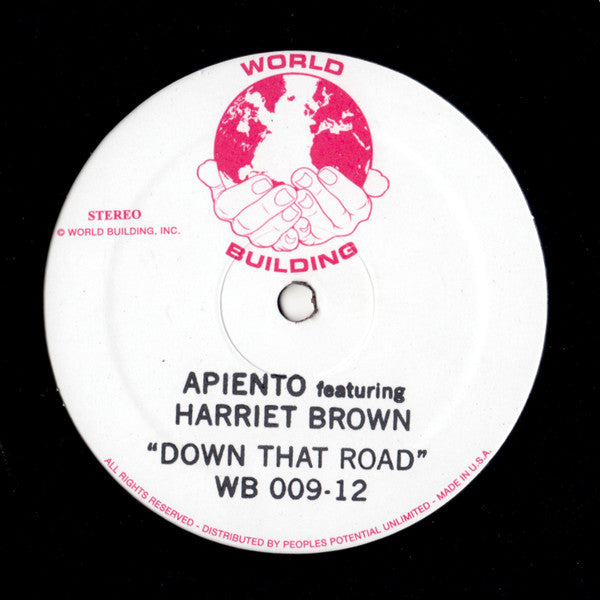 WORLD
BUILDING
STEREO
© WORLD BUILDING, INC.
APIENTO featuring
HARRIET BROWN
“DOWN THAT ROAD”
WB 009-12
ALL RIGHTS RESERVED - DISTRIBUTED BY PEOPLES POTENTIAL UNLIMITED - MADE IN U.S.A.